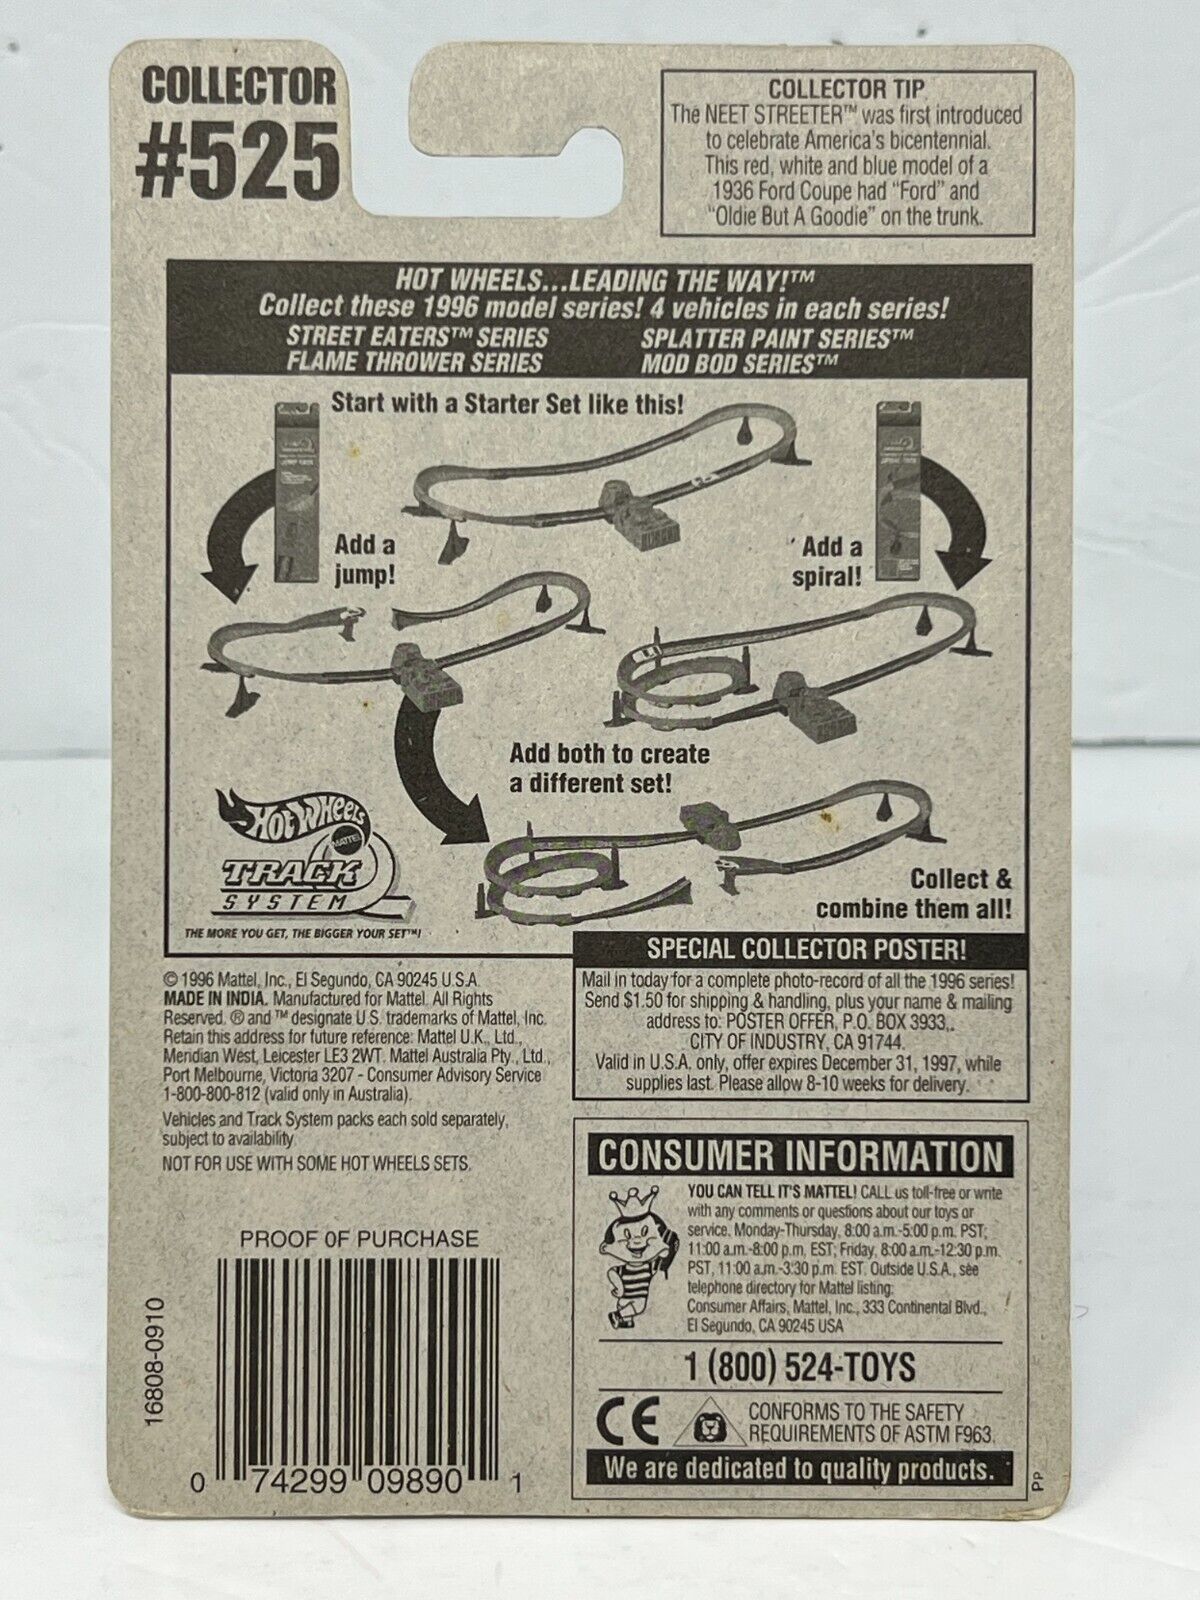 COLLECTOR
#525
COLLECTOR TIP
The NEET STREETER™ was first introduced
to celebrate America's bicentennial.
This red, white and blue model of a
1936 Ford Coupe had "Ford" and
"Oldie But A Goodie" on the trunk.
HOT WHEELS...LEADING THE WAY!™
Collect these 1996 model series! 4 vehicles in each series!
STREET EATERS™ SERIES SPLATTER PAINT SERIES™
FLAME THROWER SERIES MOD BOD SERIES™
Start with a Starter Set like this!
Add a
jump!
Add a
spiral!
Add both to create
a different set!
Hot Wheels
MATTEL
TRACK
SYSTEM
THE MORE YOU GET, THE BIGGER YOUR SET™!
Collect &
combine them all!
© 1996 Mattel, Inc., El Segundo, CA 90245 U.S.A.
MADE IN INDIA. Manufactured for Mattel. All Rights
Reserved. ® and ™ designate U.S. trademarks of Mattel, Inc.
Retain this address for future reference: Mattel U.K., Ltd.,
Meridian West, Leicester LE3 2WT. Mattel Australia Pty., Ltd.,
Port Melbourne, Victoria 3207 - Consumer Advisory Service
1-800-800-812 (valid only in Australia).
Vehicles and Track System packs each sold separately,
subject to availability.
NOT FOR USE WITH SOME HOT WHEELS SETS.
SPECIAL COLLECTOR POSTER!
Mail in today for a complete photo-record of all the 1996 series!
Send $1.50 for shipping & handling, plus your name & mailing
address to: POSTER OFFER, P.O. BOX 3933,
CITY OF INDUSTRY, CA 91744.
Valid in U.S.A. only, offer expires December 31, 1997, while
supplies last. Please allow 8-10 weeks for delivery.
CONSUMER INFORMATION
YOU CAN TELL IT'S MATTEL! CALL us toll-free or write
with any comments or questions about our toys or
service. Monday-Thursday, 8:00 a.m.-5:00 p.m. PST;
11:00 a.m.-8:00 p.m. EST; Friday, 8:00 a.m.-12:30 p.m.
PST, 11:00 a.m.-3:30 p.m. EST. Outside U.S.A., see
telephone directory for Mattel listing:
Consumer Affairs, Mattel, Inc., 333 Continental Blvd.,
El Segundo, CA 90245 USA
1 (800) 524-TOYS
CE
CONFORMS TO THE SAFETY
REQUIREMENTS OF ASTM F963.
We are dedicated to quality products.
PP
PROOF OF PURCHASE
16808-0910
0 74299 09890 1